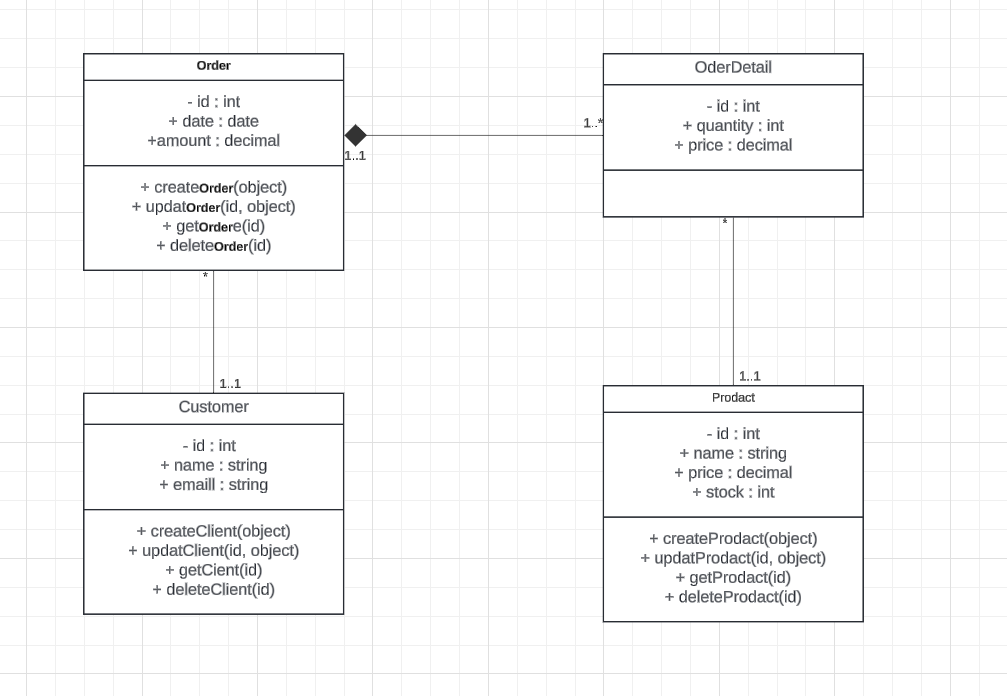 Order
- id : int
+ date : date
+amount : decimal
+ createOrder(object)
+ updatOrder(id, object)
+ getOrdere(id)
+ deleteOrder(id)
1..1
1..*
OderDetail
- id : int
+ quantity : int
+ price : decimal
*
1..1
*
1..1
Customer
- id : int
+ name : string
+ emaill : string
+ createClient(object)
+ updatClient(id, object)
+ getCient(id)
+ deleteClient(id)
Prodact
- id : int
+ name : string
+ price : decimal
+ stock : int
+ createProdact(object)
+ updatProdact(id, object)
+ getProdact(id)
+ deleteProdact(id)